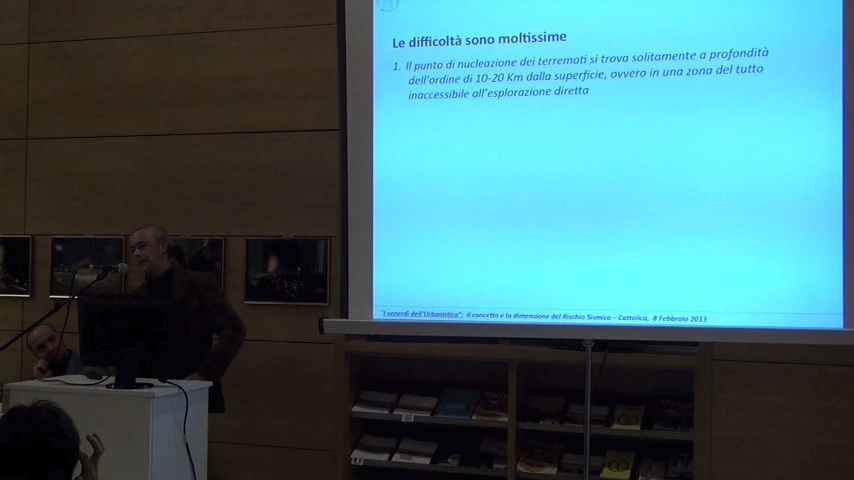 Le difficoltà sono moltissime
1. Il punto di nucleazione dei terremoti si trova solitamente a profondità
dell'ordine di 10-20 Km dalla superficie, ovvero in una zona del tutto
inaccessibile all'esplorazione diretta
"I venerdì dell'Urbanistica": Il concetto e la dimensione del Rischio Sismico – Cattolica, 8 Febbraio 2013